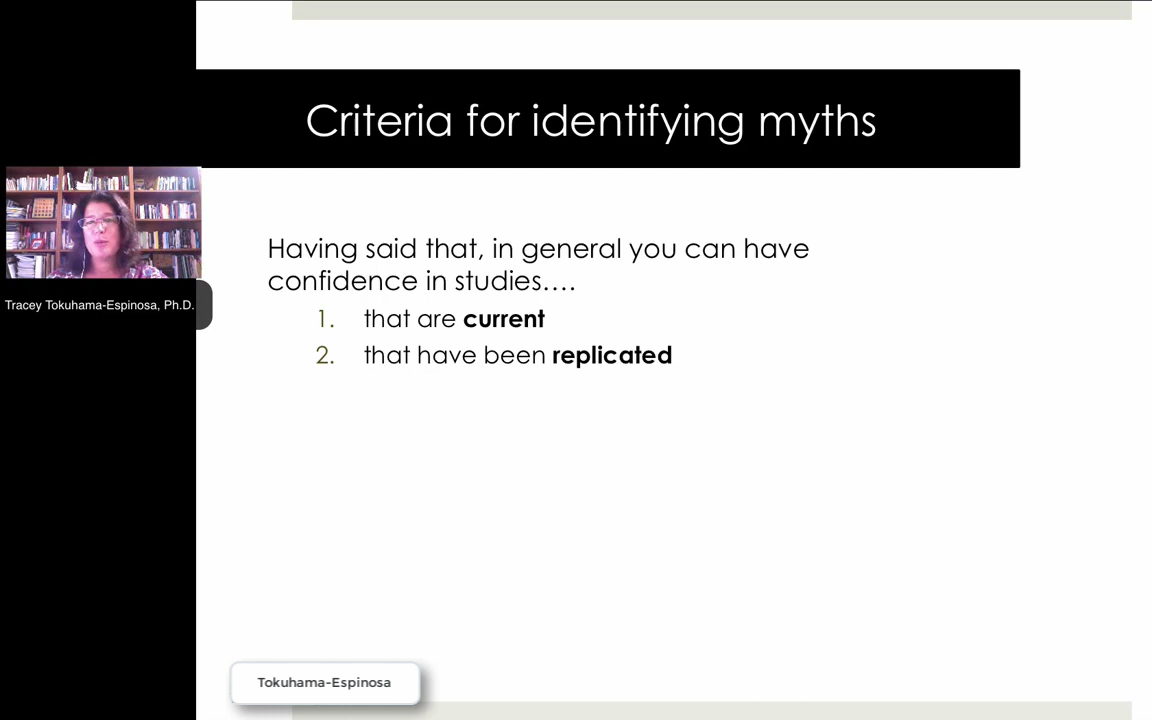 Criteria for identifying myths
Tracey Tokuhama-Espinosa, Ph.D.
Having said that, in general you can have
confidence in studies....
1. that are current
2. that have been replicated
Tokuhama-Espinosa